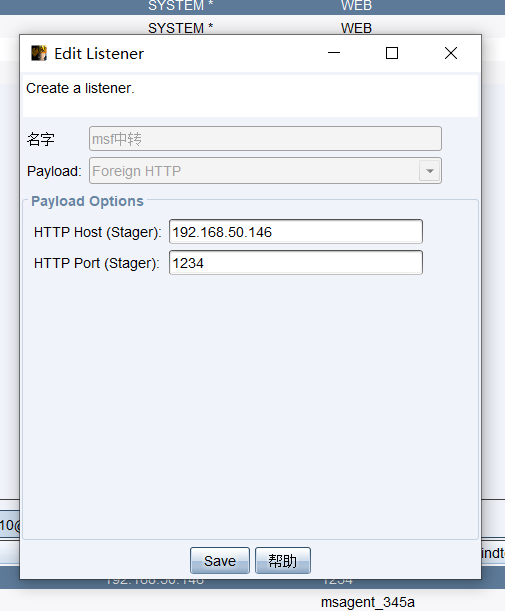 SYSTEM * WEB
SYSTEM * WEB
Edit Listener
Create a listener.
名字 msf中转
Payload: Foreign HTTP
Payload Options
HTTP Host (Stager): 192.168.50.146
HTTP Port (Stager): 1234
10@
Save 帮助
indt
192.168.50.146 1234
msagent_345a